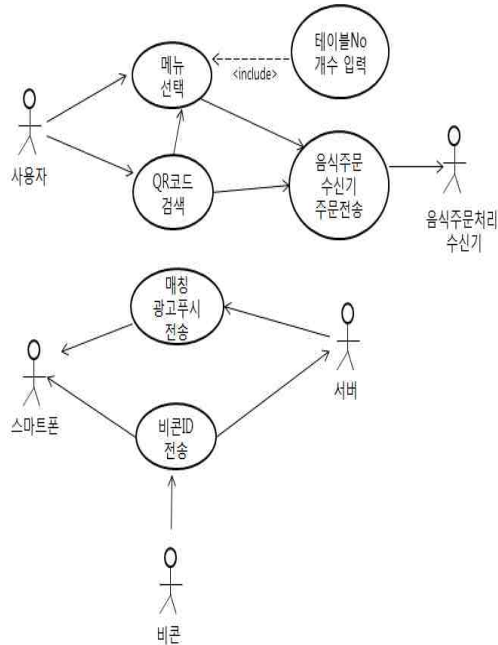 메뉴
선택
<include>
테이블No
개수 입력
사용자
QR코드
검색
음식주문
수신기
주문전송
음식주문처리
수신기
매칭
광고푸시
전송
서버
스마트폰
비콘ID
전송
비콘